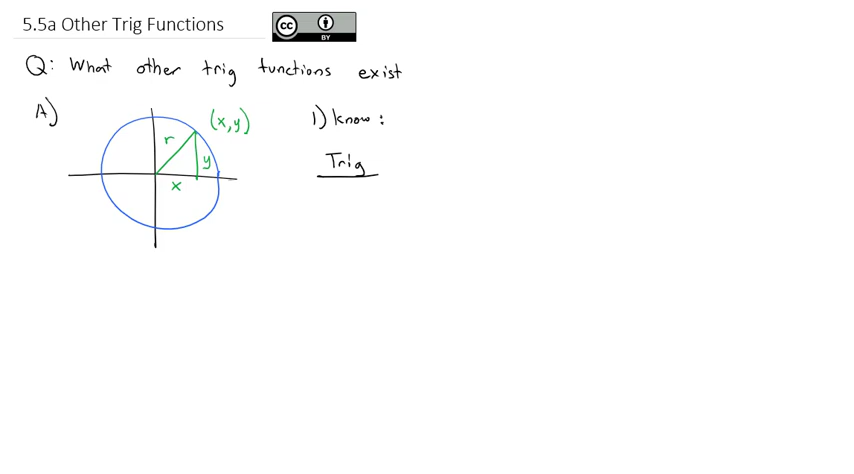 5.5a Other Trig Functions
CC BY
Q: What other trig functions exist
A)
(x,y)
r
y
x
1) know:
Trig